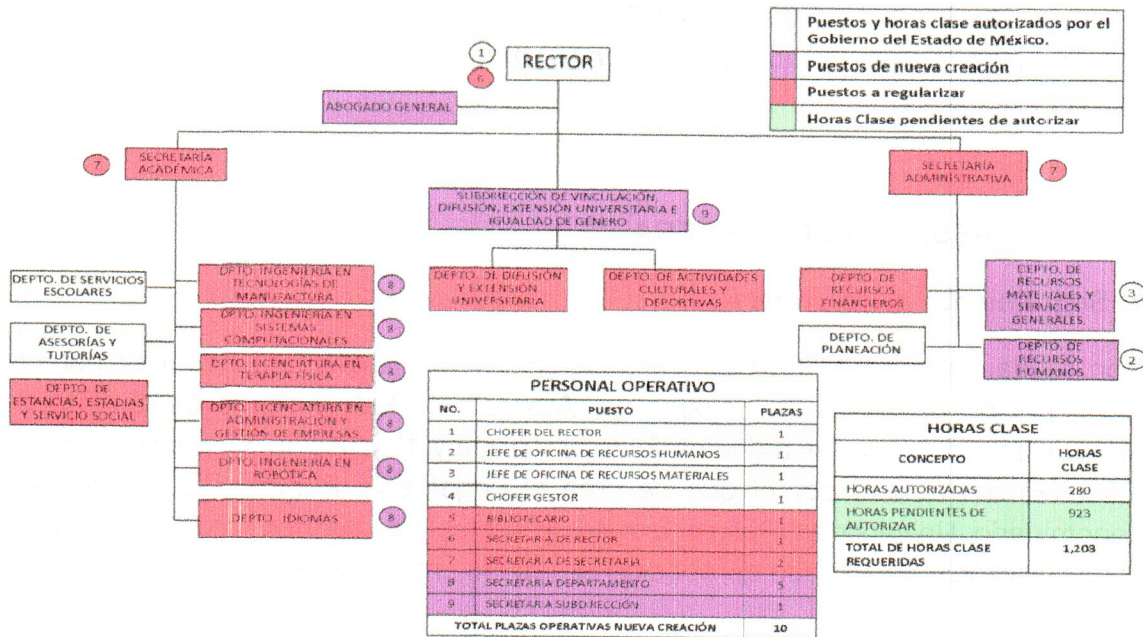 Puestos y horas clase autorizados por el
Gobierno del Estado de México.
Puestos de nueva creación
Puestos a regularizar
Horas Clase pendientes de autorizar
1
RECTOR
6
ABOGADO GENERAL
7
SECRETARÍA
ACADÉMICA
SECRETARÍA
ADMINISTRATIVA
7
SUBDIRECCIÓN DE VINCULACIÓN,
DIFUSIÓN, EXTENSIÓN UNIVERSITARIA E
IGUALDAD DE GÉNERO
9
DEPTO. DE SERVICIOS
ESCOLARES
DEPTO. DE
ASESORÍAS Y
TUTORÍAS
DEPTO. DE
ESTANCIAS, ESTADIAS
Y SERVICIO SOCIAL
DPTO. INGENIERÍA EN
TECNOLOGÍAS DE
MANUFACTURA
8
DPTO. INGENIERÍA EN
SISTEMAS
COMPUTACIONALES
8
DPTO. LICENCIATURA EN
TERAPIA FÍSICA
8
DPTO. LICENCIATURA EN
ADMINISTRACIÓN Y
GESTIÓN DE EMPRESAS
8
DPTO. INGENIERÍA EN
ROBÓTICA
8
DEPTO. IDIOMAS
8
DEPTO. DE DIFUSIÓN
Y EXTENSIÓN
UNIVERSITARIA
DEPTO. DE ACTIVIDADES
CULTURALES Y
DEPORTIVAS
DEPTO. DE
RECURSOS
FINANCIEROS
DEPTO. DE
RECURSOS
MATERIALES Y
SERVICIOS
GENERALES.
3
DEPTO.
DE PLANEACIÓN
DEPTO. DE
RECURSOS
HUMANOS
2
PERSONAL OPERATIVO
NO. PUESTO PLAZAS
1 CHOFER DEL RECTOR 1
2 JEFE DE OFICINA DE RECURSOS HUMANOS 1
3 JEFE DE OFICINA DE RECURSOS MATERIALES 1
4 CHOFER GESTOR 1
5 BIBLIOTECARIO 1
6 SECRETARIA DE RECTOR 1
7 SECRETARIA DE SECRETARIA 2
8 SECRETARIA DEPARTAMENTO 5
9 SECRETARIA SUBDIRECCIÓN 1
TOTAL PLAZAS OPERATIVAS NUEVA CREACIÓN 10
HORAS CLASE
CONCEPTO HORAS
CLASE
HORAS AUTORIZADAS 280
HORAS PENDIENTES DE
AUTORIZAR 923
TOTAL DE HORAS CLASE
REQUERIDAS 1,203